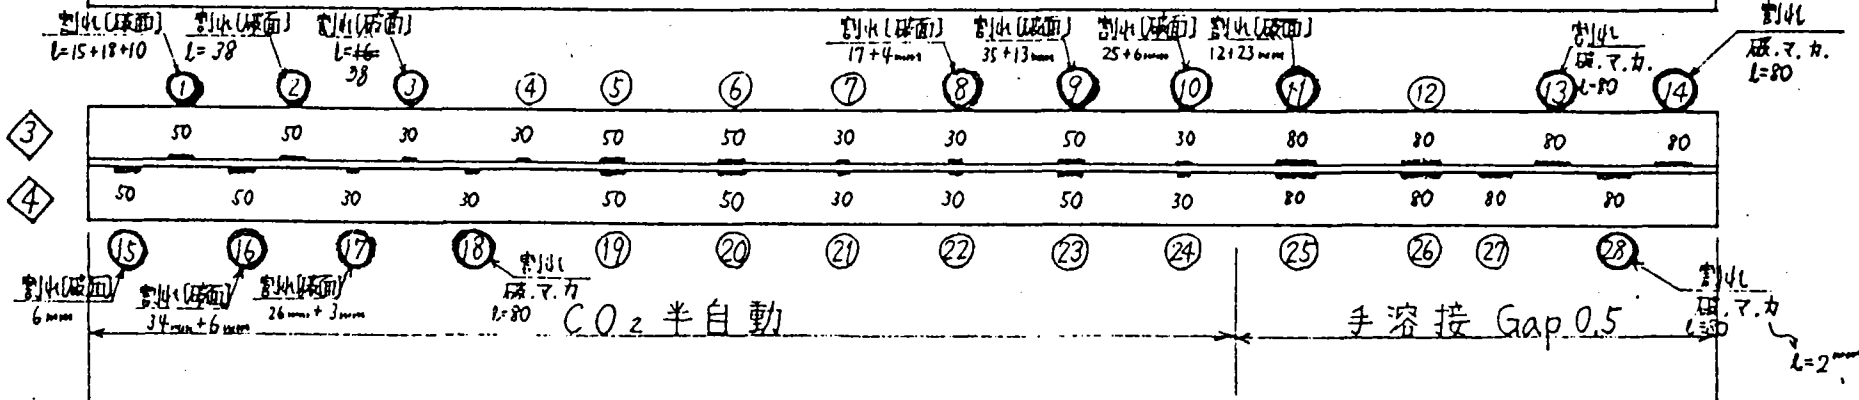 割れ〔破面〕
l=15+18+10
割れ〔破面〕
l=38
割れ〔破面〕
l=16
38
割れ〔破面〕
17+4mm
割れ〔破面〕
35+13mm
割れ〔破面〕
25+6mm
割れ〔破面〕
12+23mm
割れ
破.マ.カ.
l=80
割れ
破.マ.カ.
l=80
① ② ③ ④ ⑤ ⑥ ⑦ ⑧ ⑨ ⑩ ⑪ ⑫ ⑬ ⑭
3 50 50 30 30 50 50 30 30 50 30 80 80 80 80
4 50 50 30 30 50 50 30 30 50 30 80 80 80 80
⑮ ⑯ ⑰ ⑱ ⑲ ⑳ ㉑ ㉒ ㉓ ㉔ ㉕ ㉖ ㉗ ㉘
割れ〔破面〕
6mm
割れ〔破面〕
34mm+6mm
割れ〔破面〕
26mm+3mm
割れ
破.マ.カ
l=80
割れ
破.マ.カ
l=2mm
CO₂ 半自動
手溶接 Gap 0.5